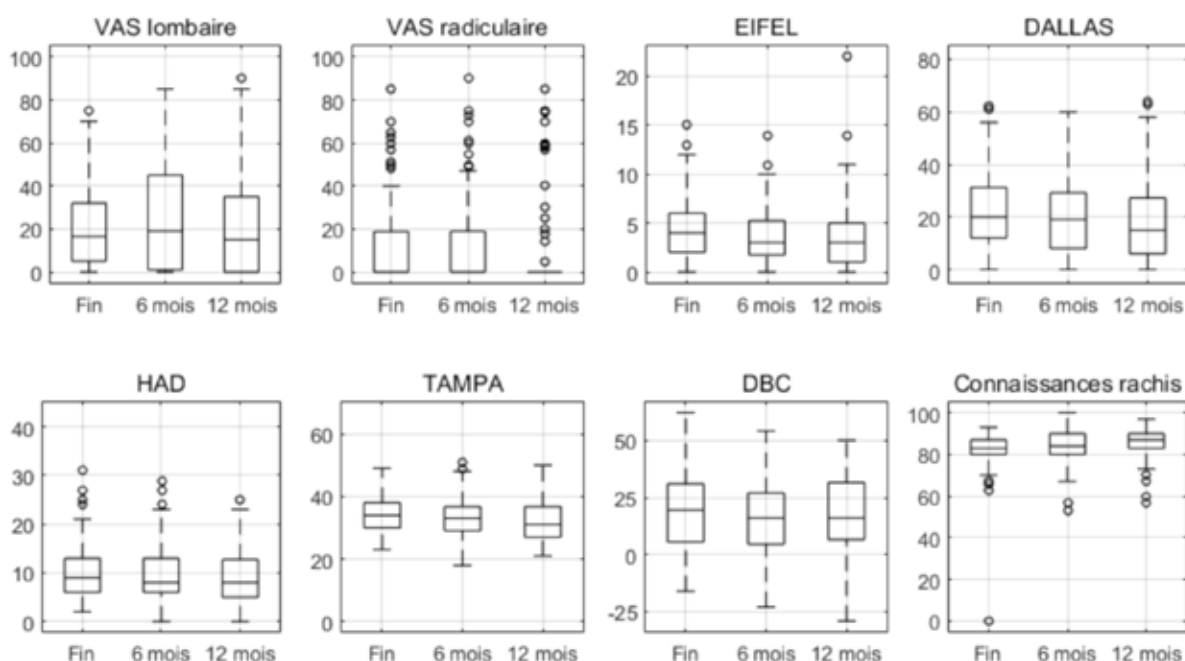 VAS lombaire
100
80
60
40
20
0
Fin 6 mois 12 mois
VAS radiculaire
100
80
60
40
20
0
Fin 6 mois 12 mois
EIFEL
20
15
10
5
0
Fin 6 mois 12 mois
DALLAS
80
60
40
20
0
Fin 6 mois 12 mois
HAD
40
30
20
10
0
Fin 6 mois 12 mois
TAMPA
60
40
20
0
Fin 6 mois 12 mois
DBC
50
25
0
-25
Fin 6 mois 12 mois
Connaissances rachis
100
80
60
40
20
0
Fin 6 mois 12 mois